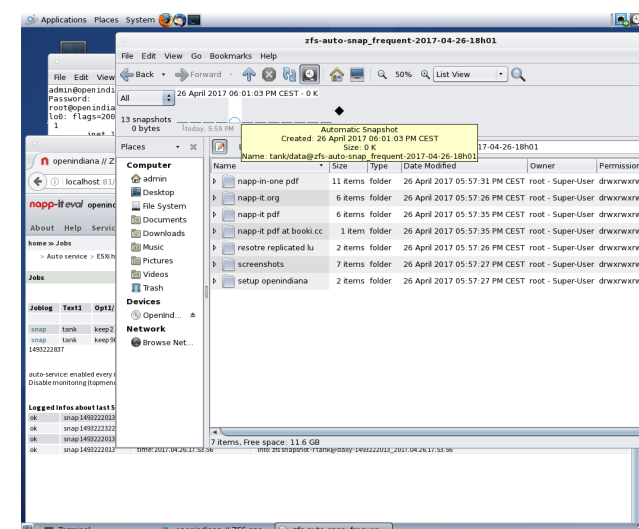 Applications Places System
zfs-auto-snap_frequent-2017-04-26-18h01
File Edit View Go Bookmarks Help
Back Forward 50% List View
All
26 April 2017 06:01:03 PM CEST - 0 K
13 snapshots
0 bytes
today, 5:59 PM
Automatic Snapshot
Created: 26 April 2017 06:01:03 PM CEST
Size: 0 K
Name: tank/data@zfs-auto-snap_frequent-2017-04-26-18h01
17-04-26-18h01
Places
Computer
admin
Desktop
File System
Documents
Downloads
Music
Pictures
Videos
Trash
Devices
OpenInd...
Network
Browse Net...
Name Size Type Date Modified Owner Permission
napp-in-one pdf 11 items folder 26 April 2017 05:57:31 PM CEST root - Super-User drwxrwxrw
napp-it.org 6 items folder 26 April 2017 05:57:26 PM CEST root - Super-User drwxrwxrw
napp-it pdf 6 items folder 26 April 2017 05:57:35 PM CEST root - Super-User drwxrwxrw
napp-it pdf at booki.cc 1 item folder 26 April 2017 05:57:35 PM CEST root - Super-User drwxrwxrw
resotre replicated lu 2 items folder 26 April 2017 05:57:26 PM CEST root - Super-User drwxrwxrw
screenshots 7 items folder 26 April 2017 05:57:27 PM CEST root - Super-User drwxrwxrw
setup openindiana 2 items folder 26 April 2017 05:57:27 PM CEST root - Super-User drwxrwxrw
7 items, Free space: 11.6 GB
File Edit View
admin@openindi
Password:
root@openindia
lo0: flags=200
1
inet 1
openindiana // Z
localhost:81/
napp-it eval openind
About Help Servic
home >> Jobs
> Auto service > ESXi h
Jobs
Joblog Text1 Opt1/
snap tank keep 2
snap tank keep 9
1493222837
auto-service: enabled every
Disable monitoring (topmen
Logged Infos about last 5
ok snap 1493222013
ok snap 1493222322
ok snap 1493222013
ok snap 1493222013 time: 2017.04.26.17.53.56 info: zfs snapshot -r tank@daily-1493222013_2017.04.26.17.53.56
Terminal